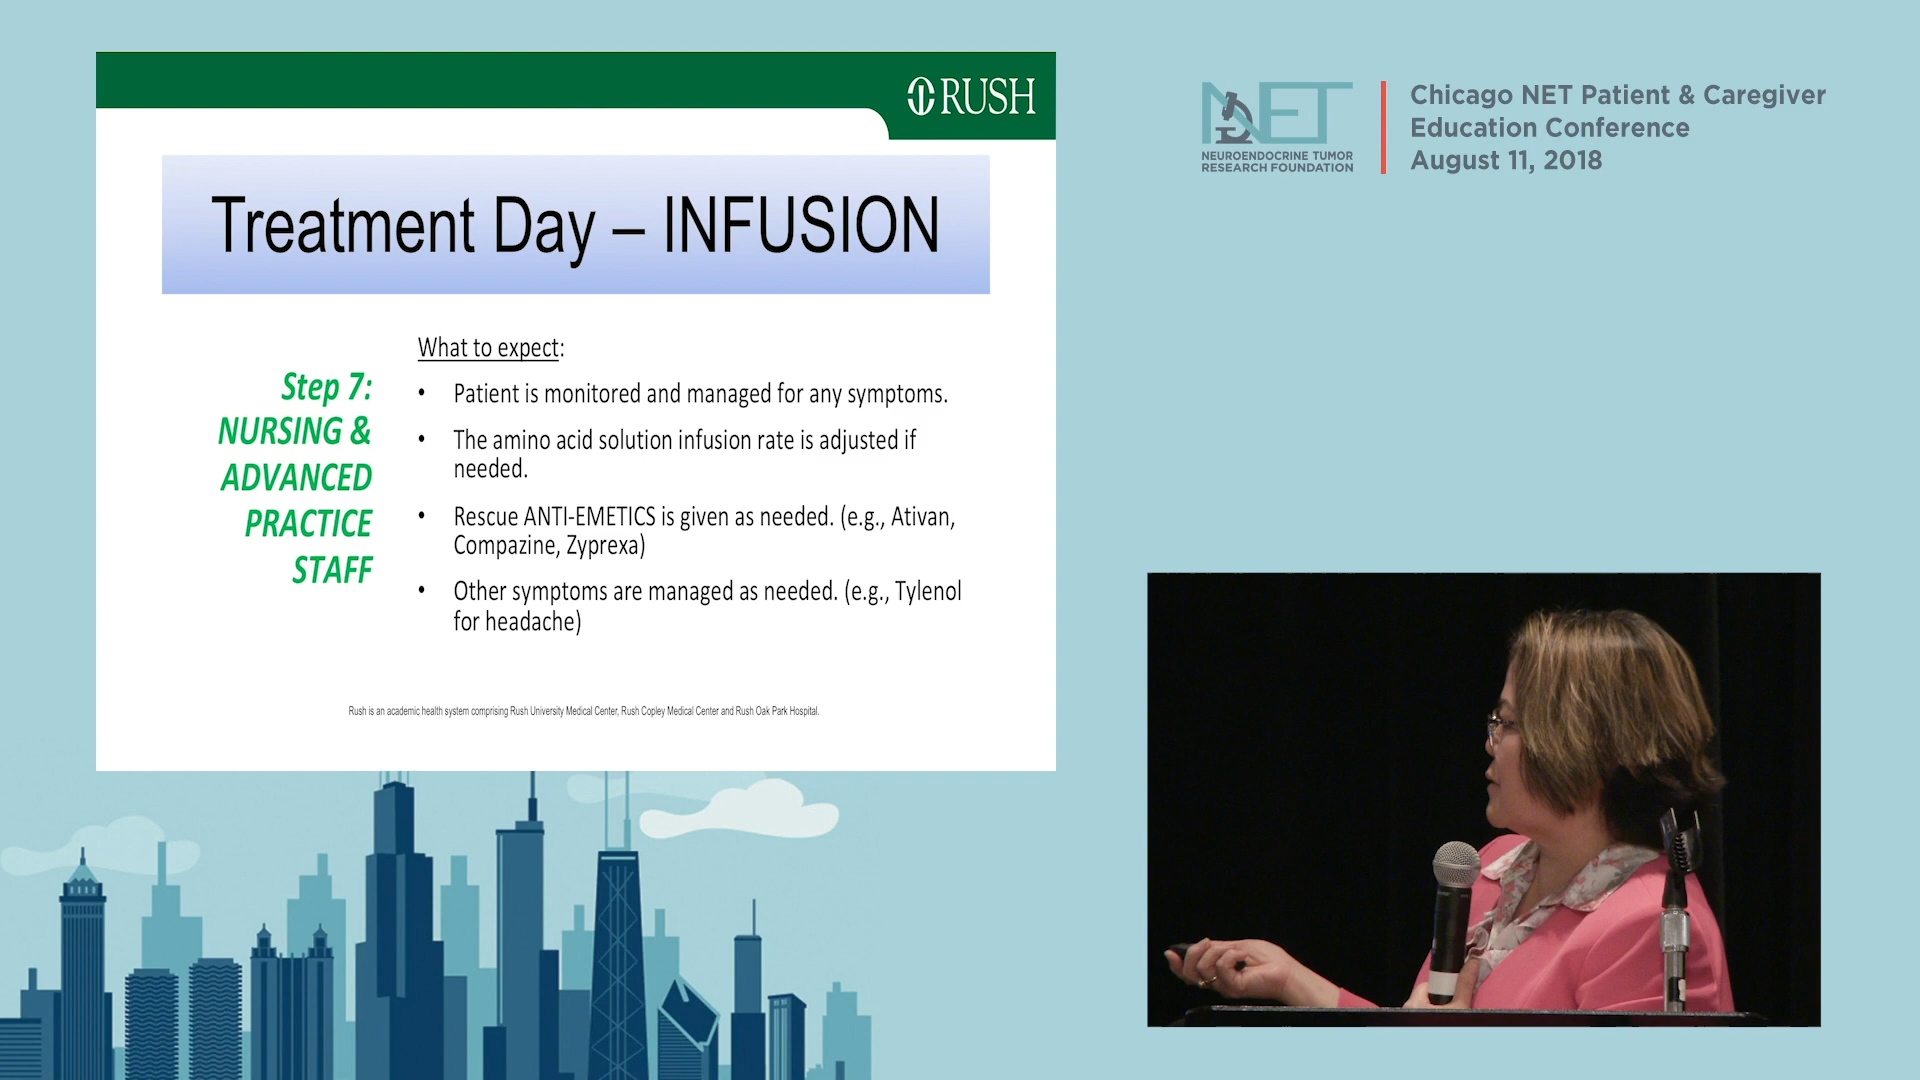 RUSH
Treatment Day – INFUSION
Step 7:
NURSING &
ADVANCED
PRACTICE
STAFF
What to expect:
• Patient is monitored and managed for any symptoms.
• The amino acid solution infusion rate is adjusted if
needed.
• Rescue ANTI-EMETICS is given as needed. (e.g., Ativan,
Compazine, Zyprexa)
• Other symptoms are managed as needed. (e.g., Tylenol
for headache)
Rush is an academic health system comprising Rush University Medical Center, Rush Copley Medical Center and Rush Oak Park Hospital.
NET
NEUROENDOCRINE TUMOR
RESEARCH FOUNDATION
Chicago NET Patient & Caregiver
Education Conference
August 11, 2018